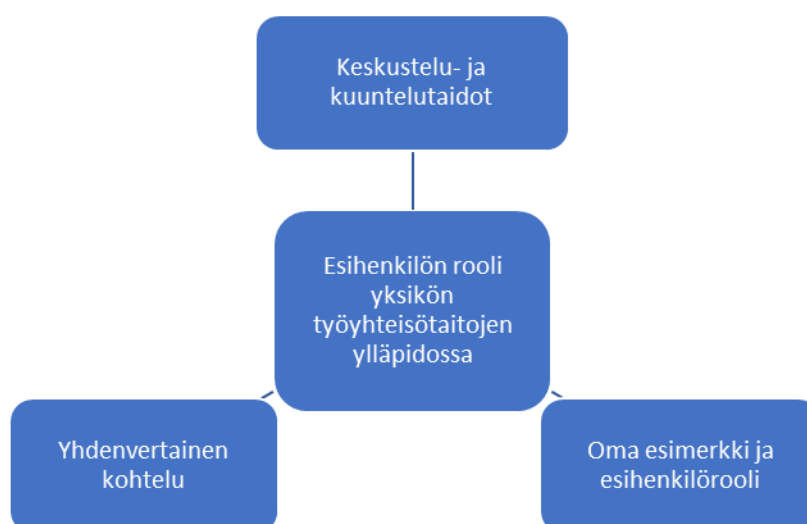 Keskustelu- ja
kuuntelutaidot
Esihenkilön rooli
yksikön
työyhteisötaitojen
ylläpidossa
Yhdenvertainen
kohtelu
Oma esimerkki ja
esihenkilörooli